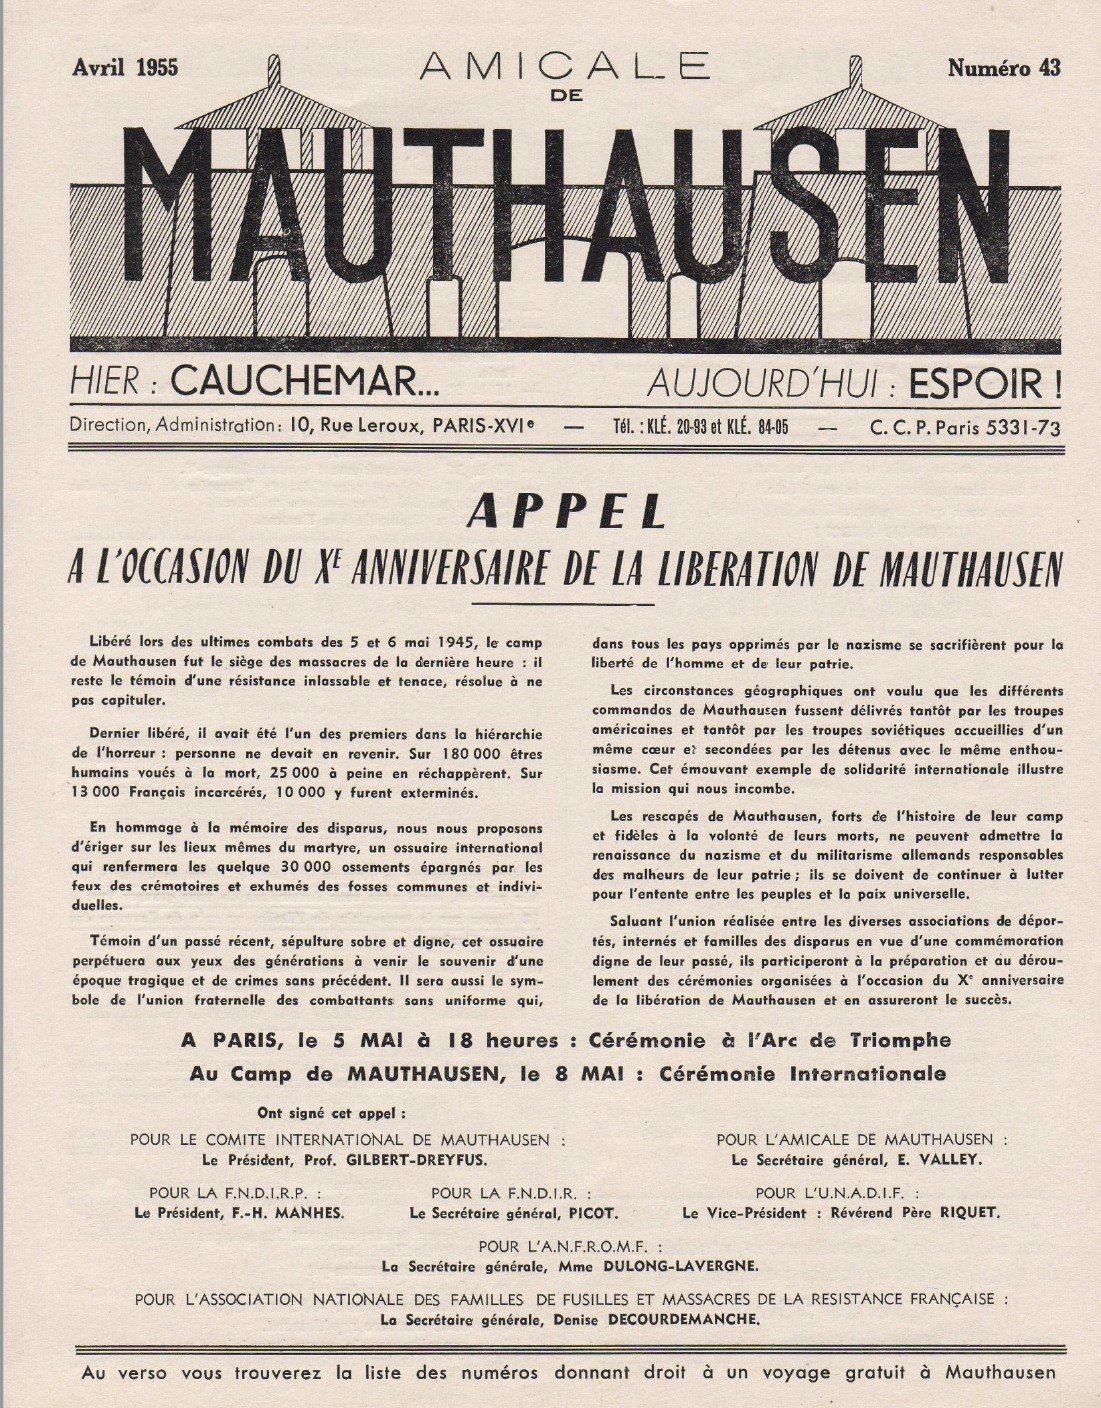 Avril 1955
AMICALE
Numéro 43
DE
MAUTHAUSEN
HIER : CAUCHEMAR...
AUJOURD'HUI : ESPOIR !
Direction, Administration : 10, Rue Leroux, PARIS-XVIe — Tél. : KLÉ. 20-93 et KLÉ. 84-05 — C. C. P. Paris 5331-73
APPEL
A L'OCCASION DU XE ANNIVERSAIRE DE LA LIBERATION DE MAUTHAUSEN
Libéré lors des ultimes combats des 5 et 6 mai 1945, le camp
de Mauthausen fut le siège des massacres de la dernière heure : il
reste le témoin d'une résistance inlassable et tenace, résolue à ne
pas capituler.
Dernier libéré, il avait été l'un des premiers dans la hiérarchie
de l'horreur : personne ne devait en revenir. Sur 180 000 êtres
humains voués à la mort, 25 000 à peine en réchappèrent. Sur
13 000 Français incarcérés, 10 000 y furent exterminés.
En hommage à la mémoire des disparus, nous nous proposons
d'ériger sur les lieux mêmes du martyre, un ossuaire international
qui renfermera les quelque 30 000 ossements épargnés par les
feux des crématoires et exhumés des fosses communes et indivi-
duelles.
Témoin d'un passé récent, sépulture sobre et digne, cet ossuaire
perpétuera aux yeux des générations à venir le souvenir d'une
époque tragique et de crimes sans précédent. Il sera aussi le sym-
bole de l'union fraternelle des combattants sans uniforme qui,
dans tous les pays opprimés par le nazisme se sacrifièrent pour la
liberté de l'homme et de leur patrie.
Les circonstances géographiques ont voulu que les différents
commandos de Mauthausen fussent délivrés tantôt par les troupes
américaines et tantôt par les troupes soviétiques accueillies d'un
même cœur et secondées par les détenus avec le même enthou-
siasme. Cet émouvant exemple de solidarité internationale illustre
la mission qui nous incombe.
Les rescapés de Mauthausen, forts de l'histoire de leur camp
et fidèles à la volonté de leurs morts, ne peuvent admettre la
renaissance du nazisme et du militarisme allemands responsables
des malheurs de leur patrie ; ils se doivent de continuer à lutter
pour l'entente entre les peuples et la paix universelle.
Saluant l'union réalisée entre les diverses associations de dépor-
tés, internés et familles des disparus en vue d'une commémoration
digne de leur passé, ils participeront à la préparation et au dérou-
lement des cérémonies organisées à l'occasion du Xe anniversaire
de la libération de Mauthausen et en assureront le succès.
A PARIS, le 5 MAI à 18 heures : Cérémonie à l'Arc de Triomphe
Au Camp de MAUTHAUSEN, le 8 MAI : Cérémonie Internationale
Ont signé cet appel :
POUR LE COMITE INTERNATIONAL DE MAUTHAUSEN :
Le Président, Prof. GILBERT-DREYFUS.
POUR L'AMICALE DE MAUTHAUSEN :
Le Secrétaire général, E. VALLEY.
POUR LA F.N.D.I.R.P. :
Le Président, F.-H. MANHES.
POUR LA F.N.D.I.R. :
Le Secrétaire général, PICOT.
POUR L'U.N.A.D.I.F. :
Le Vice-Président : Révérend Père RIQUET.
POUR L'A.N.F.R.O.M.F. :
La Secrétaire générale, Mme DULONG-LAVERGNE.
POUR L'ASSOCIATION NATIONALE DES FAMILLES DE FUSILLES ET MASSACRES DE LA RESISTANCE FRANÇAISE :
La Secrétaire générale, Denise DECOURDEMANCHE.
Au verso vous trouverez la liste des numéros donnant droit à un voyage gratuit à Mauthausen